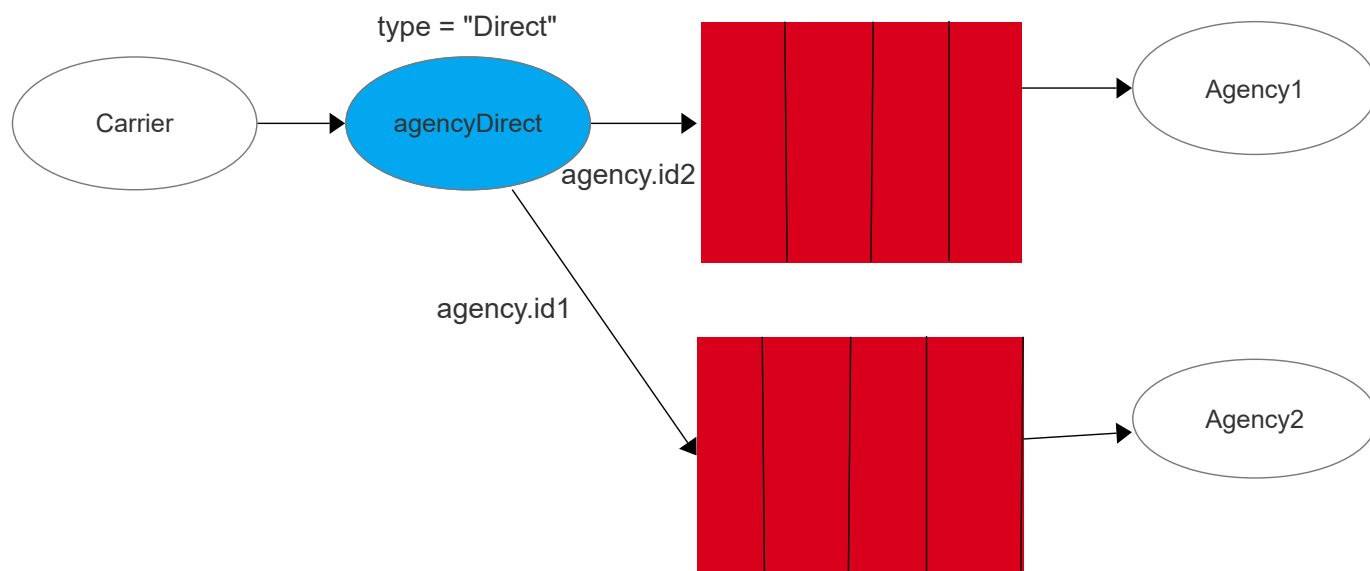 type = "Direct"
Carrier
agencyDirect
Agency1
agency.id2
agency.id1
Agency2